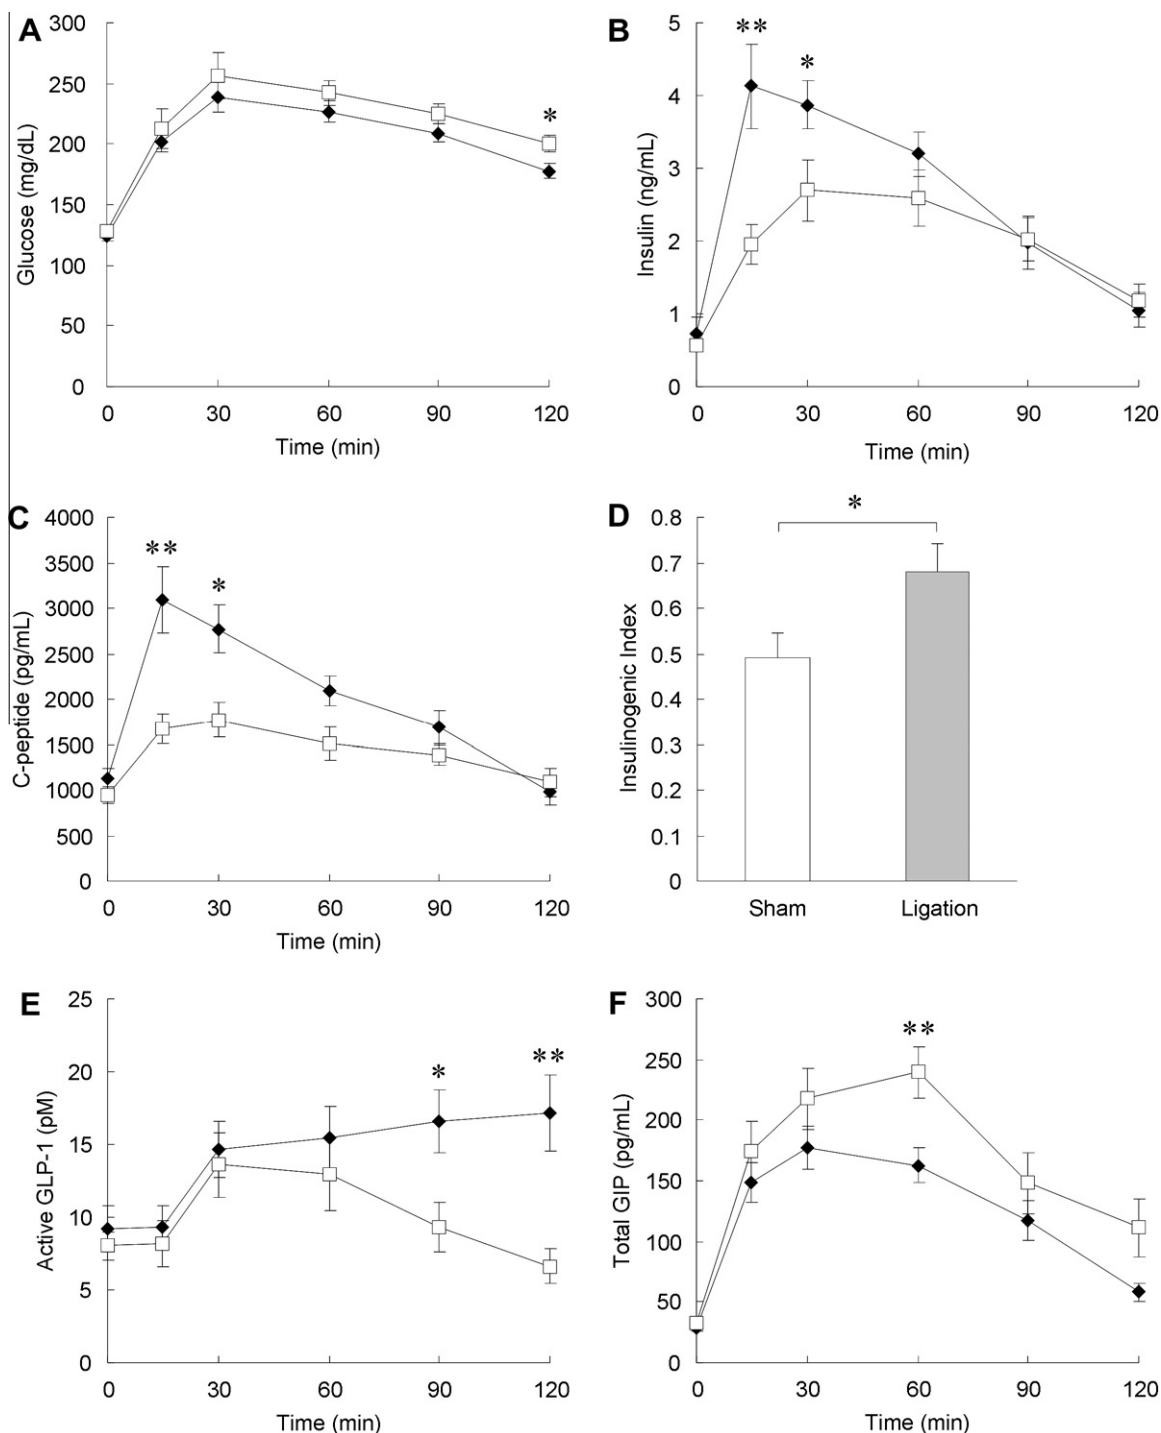 A
300
250
200
150
100
50
0
Glucose (mg/dL)
*
0 30 60 90 120
Time (min)
B
5
4
3
2
1
0
Insulin (ng/mL)
**
*
0 30 60 90 120
Time (min)
C
4000
3500
3000
2500
2000
1500
1000
500
0
C-peptide (pg/mL)
**
*
0 30 60 90 120
Time (min)
D
0.8
0.7
0.6
0.5
0.4
0.3
0.2
0.1
0
Insulinogenic Index
*
Sham Ligation
E
25
20
15
10
5
0
Active GLP-1 (pM)
*
**
0 30 60 90 120
Time (min)
F
300
250
200
150
100
50
0
Total GIP (pg/mL)
**
0 30 60 90 120
Time (min)